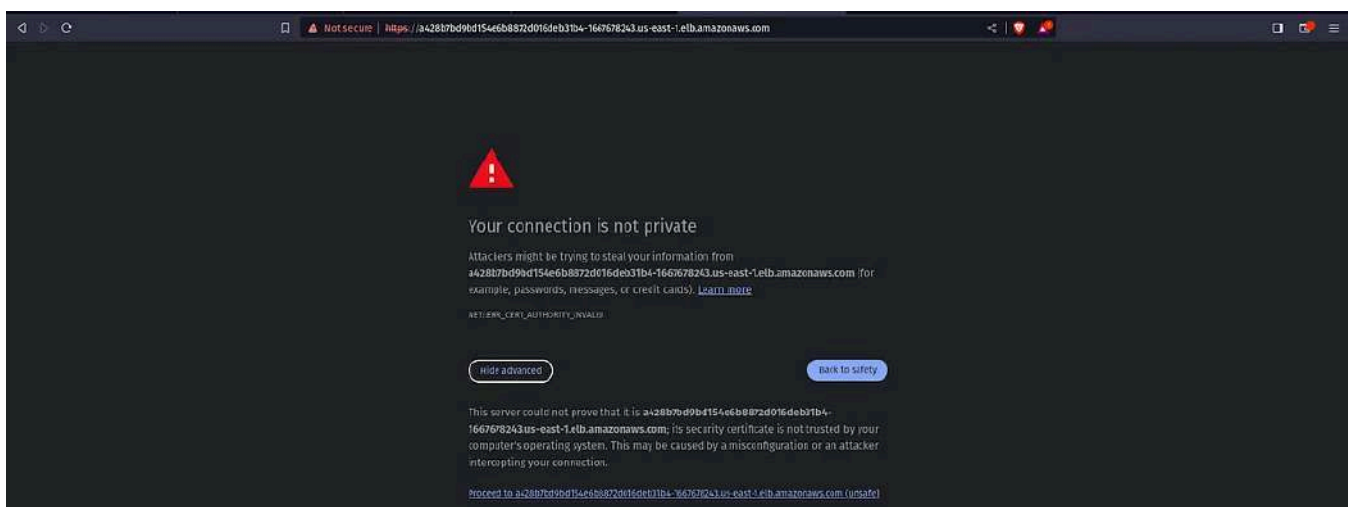 Not secure | https://a428b7bd9bd154e6b8872d016deb31b4-1667678243.us-east-1.elb.amazonaws.com
Your connection is not private
Attackers might be trying to steal your information from
a428b7bd9bd154e6b8872d016deb31b4-1667678243.us-east-1.elb.amazonaws.com (for
example, passwords, messages, or credit cards). Learn more
NET::ERR_CERT_AUTHORITY_INVALID
Hide advanced
Back to safety
This server could not prove that it is a428b7bd9bd154e6b8872d016deb31b4-
1667678243.us-east-1.elb.amazonaws.com; its security certificate is not trusted by your
computer's operating system. This may be caused by a misconfiguration or an attacker
intercepting your connection.
Proceed to a428b7bd9bd154e6b8872d016deb31b4-1667678243.us-east-1.elb.amazonaws.com (unsafe)